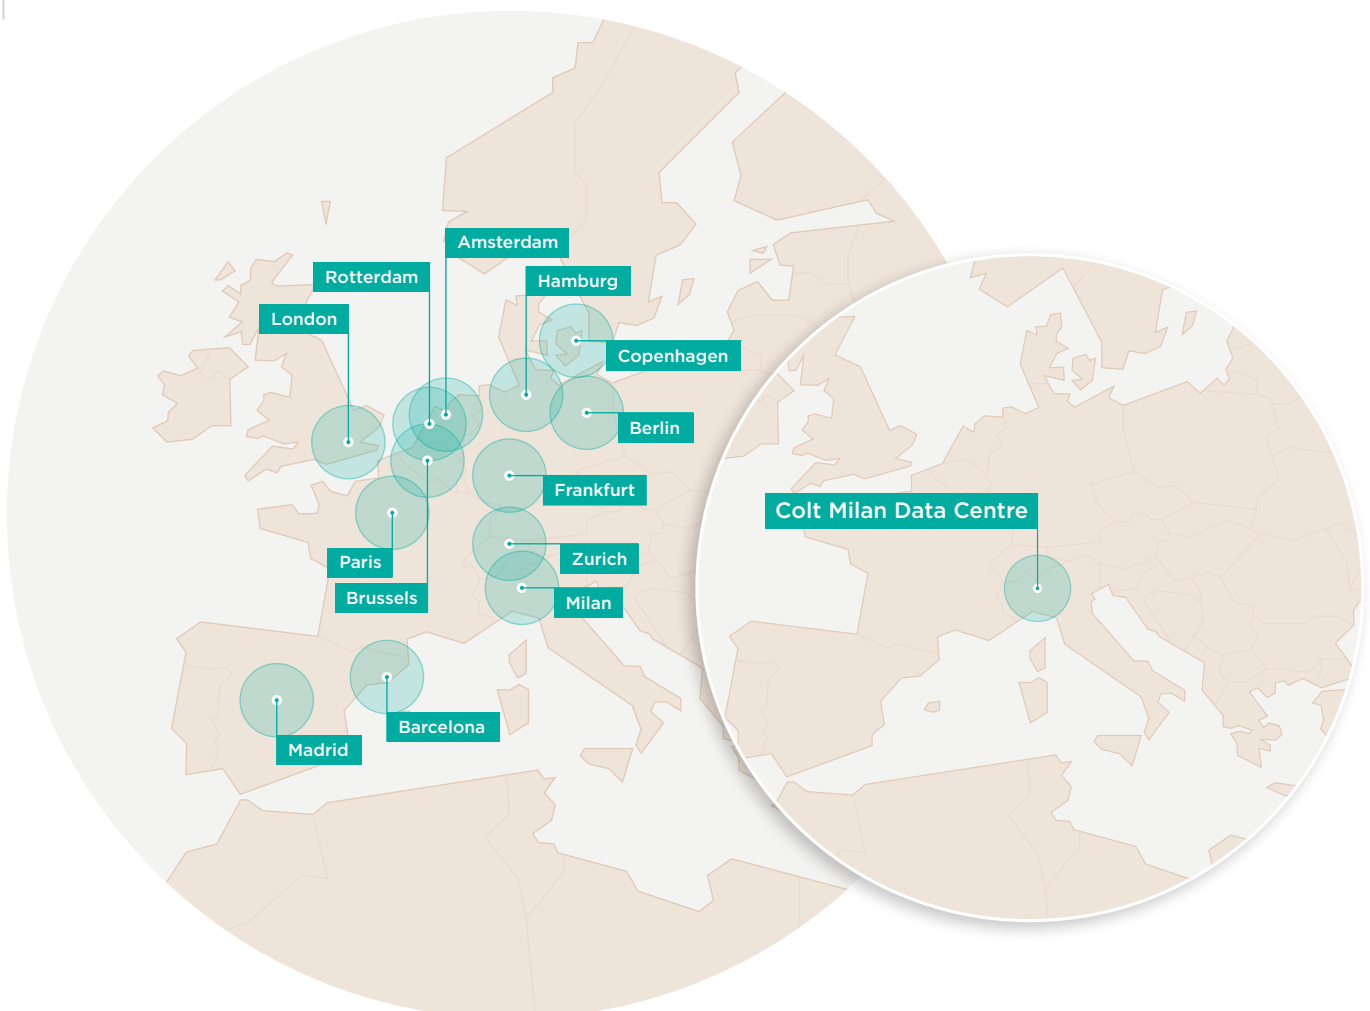 Amsterdam
Rotterdam
Hamburg
London
Copenhagen
Berlin
Frankfurt
Colt Milan Data Centre
Paris
Zurich
Brussels
Milan
Barcelona
Madrid